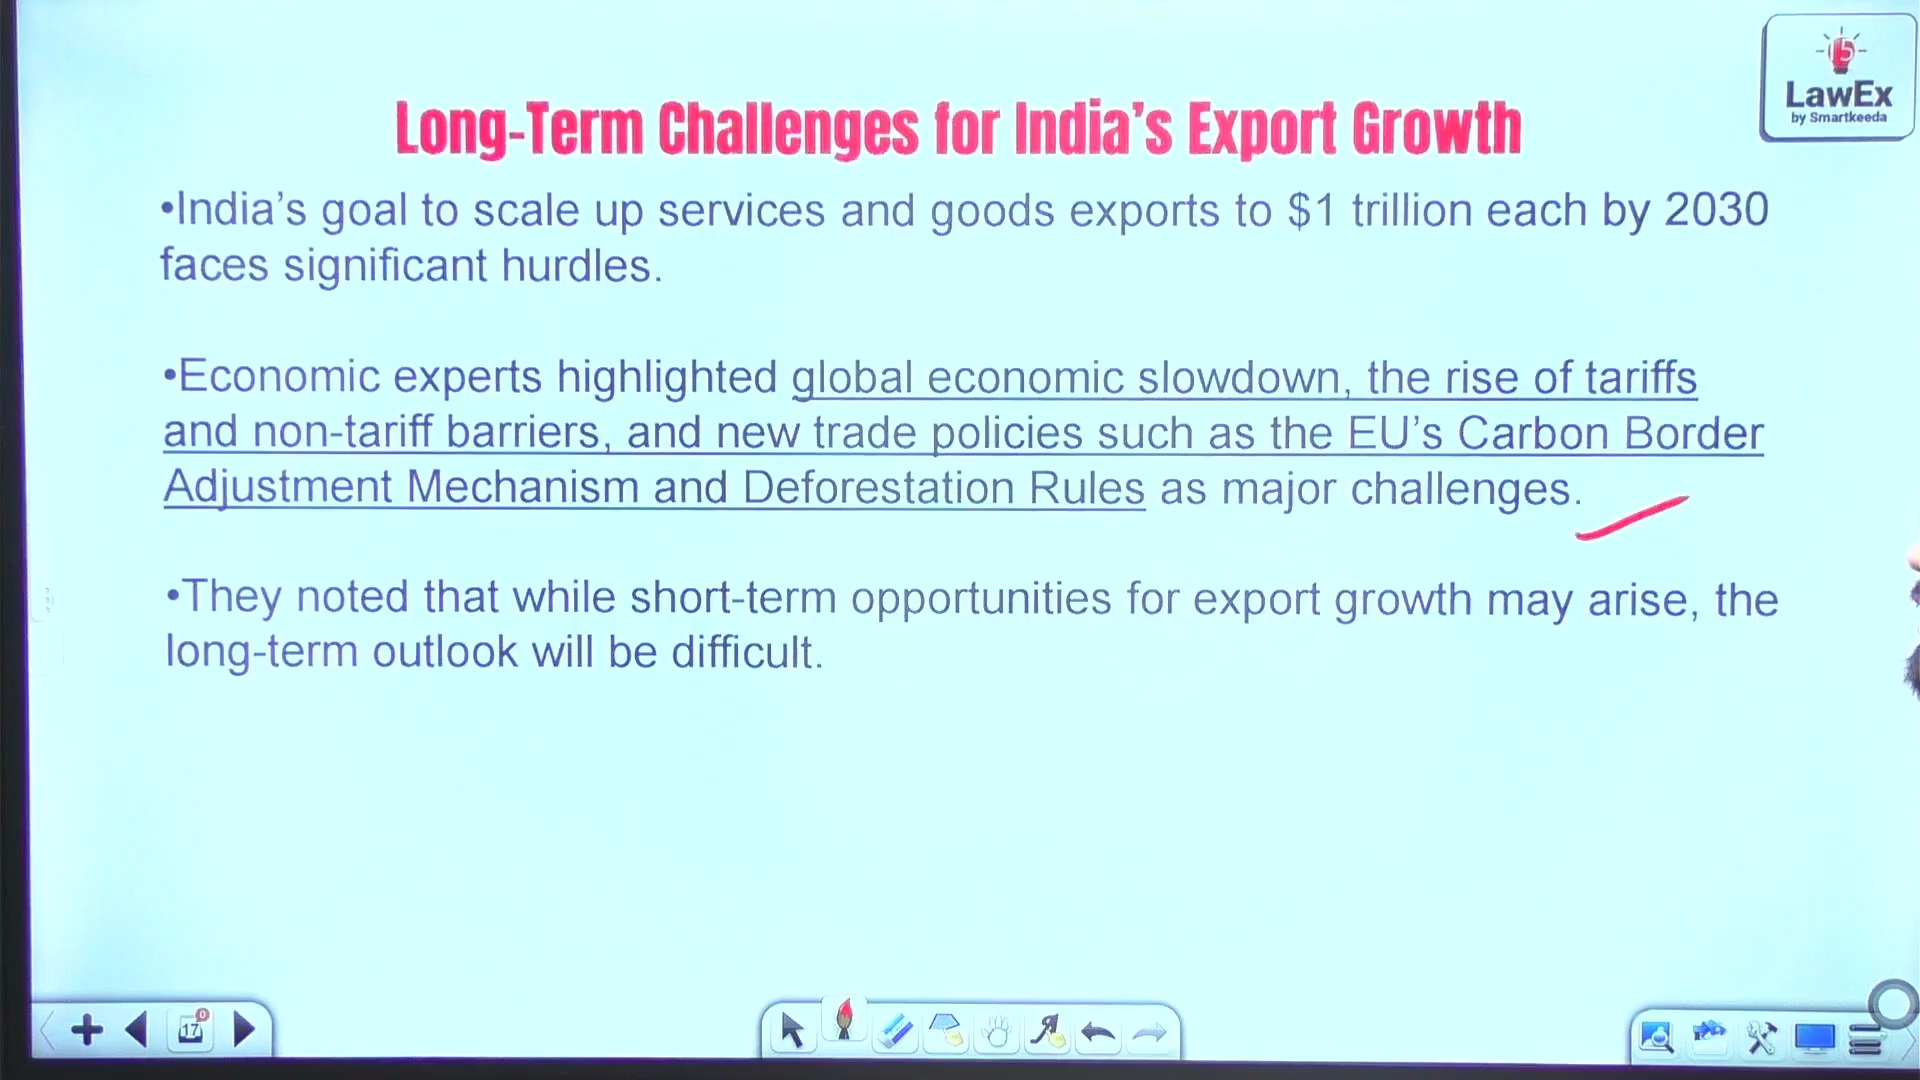 LawEx
by Smartkeeda
Long-Term Challenges for India's Export Growth
•India's goal to scale up services and goods exports to $1 trillion each by 2030
faces significant hurdles.
•Economic experts highlighted global economic slowdown, the rise of tariffs
and non-tariff barriers, and new trade policies such as the EU's Carbon Border
Adjustment Mechanism and Deforestation Rules as major challenges.
•They noted that while short-term opportunities for export growth may arise, the
long-term outlook will be difficult.
17
0